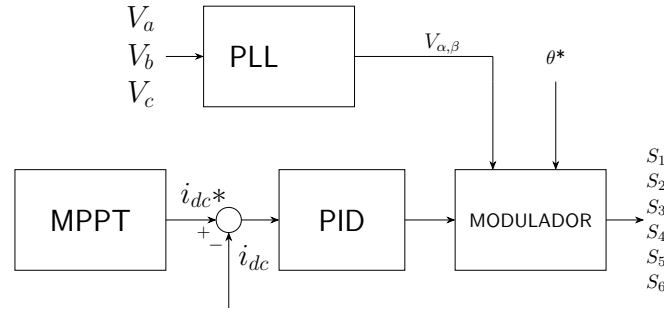 V_a
V_b
V_c
PLL
V_{α,β}
θ*
MPPT
i_{dc}*
+
−
i_{dc}
PID
MODULADOR
S_1
S_2
S_3
S_4
S_5
S_6